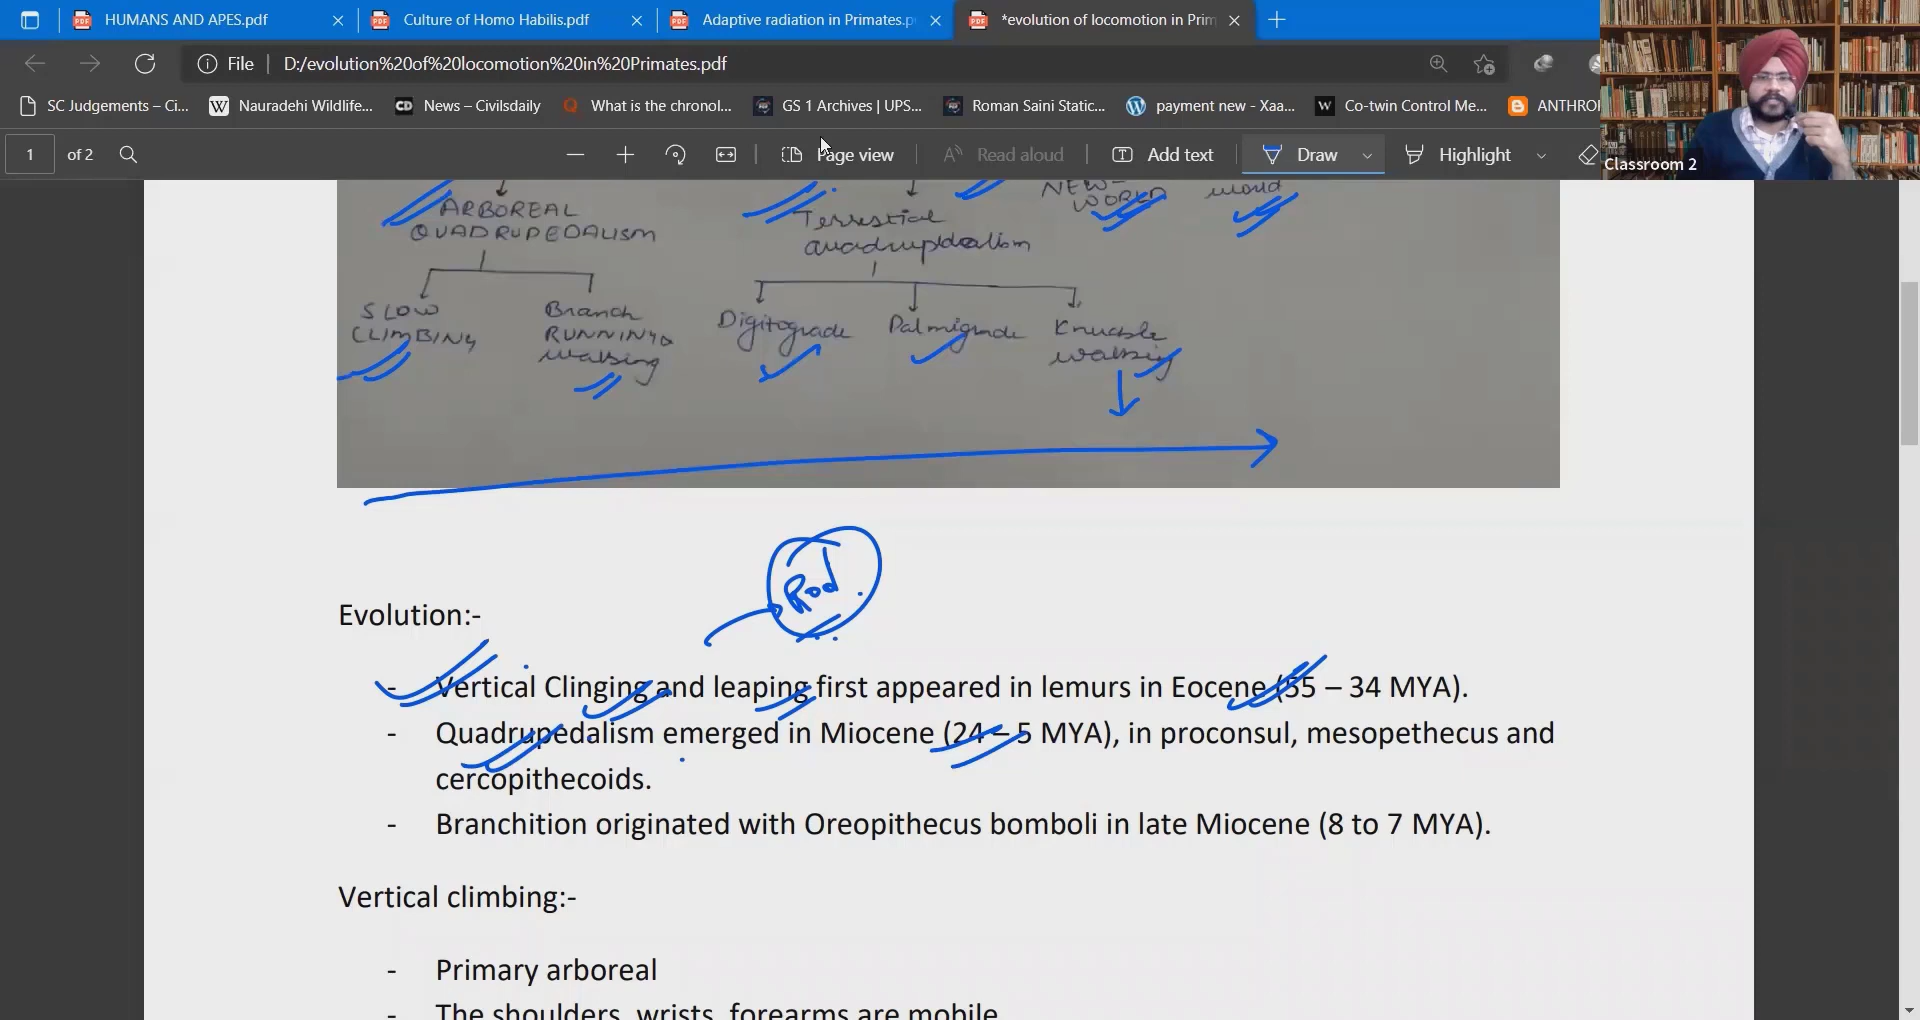 HUMANS AND APES.pdf
Culture of Homo Habilis.pdf
Adaptive radiation in Primates.p
*evolution of locomotion in Prim
File
D:/evolution%20of%20locomotion%20in%20Primates.pdf
SC Judgements – Ci...
Nauradehi Wildlife...
CD News – Civilsdaily
What is the chronol...
GS 1 Archives | UPS...
Roman Saini Static...
payment new - Xaa...
Co-twin Control Me...
ANTHRO
1 of 2
Page view
Read aloud
Add text
Draw
Highlight
Classroom 2
NEW-
WORLD
world
ARBOREAL
QUADRUPEDALISM
Terrestial
quadrupedalism
SLOW
CLIMBING
Branch
RUNNING
walking
Digitograde
Palmigrade
Knuckle
walking
Rod
Evolution:-
- Vertical Clinging and leaping first appeared in lemurs in Eocene (55 – 34 MYA).
- Quadrupedalism emerged in Miocene (24 – 5 MYA), in proconsul, mesopethecus and
cercopithecoids.
- Branchition originated with Oreopithecus bomboli in late Miocene (8 to 7 MYA).
Vertical climbing:-
- Primary arboreal
- The shoulders, wrists, forearms are mobile